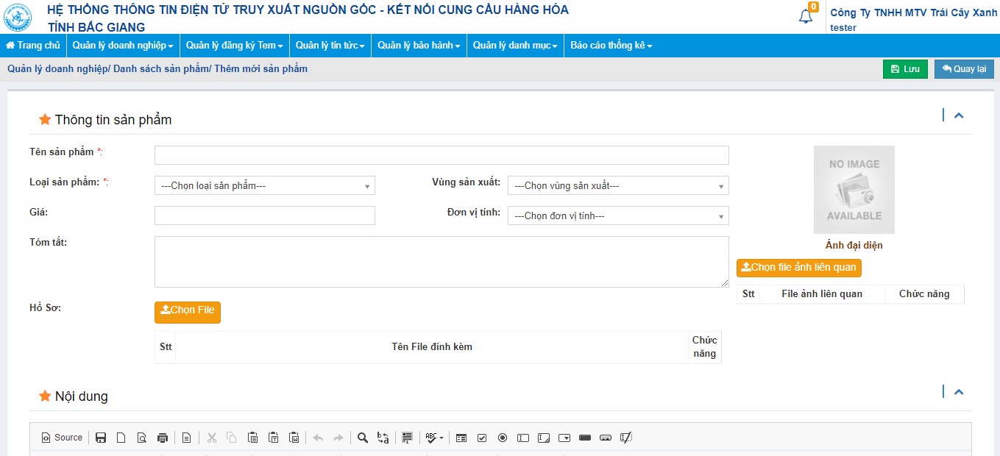 HỆ THỐNG THÔNG TIN ĐIỆN TỬ TRUY XUẤT NGUỒN GỐC - KẾT NỐI CUNG CẦU HÀNG HÓA
TỈNH BẮC GIANG
0
Công Ty TNHH MTV Trái Cây Xanh
tester
Trang chủ Quản lý doanh nghiệp Quản lý đăng ký Tem Quản lý tin tức Quản lý bảo hành Quản lý danh mục Báo cáo thống kê
Quản lý doanh nghiệp/ Danh sách sản phẩm/ Thêm mới sản phẩm Lưu Quay lại
Thông tin sản phẩm
Tên sản phẩm *:
Loại sản phẩm: *: ---Chọn loại sản phẩm--- Vùng sản xuất: ---Chọn vùng sản xuất---
Giá: Đơn vị tính: ---Chọn đơn vị tính---
Tóm tắt:
NO IMAGE
AVAILABLE
Ảnh đại diện
Chọn file ảnh liên quan
Stt File ảnh liên quan Chức năng
Hồ Sơ: Chọn File
Stt Tên File đính kèm Chức năng
Nội dung
Source